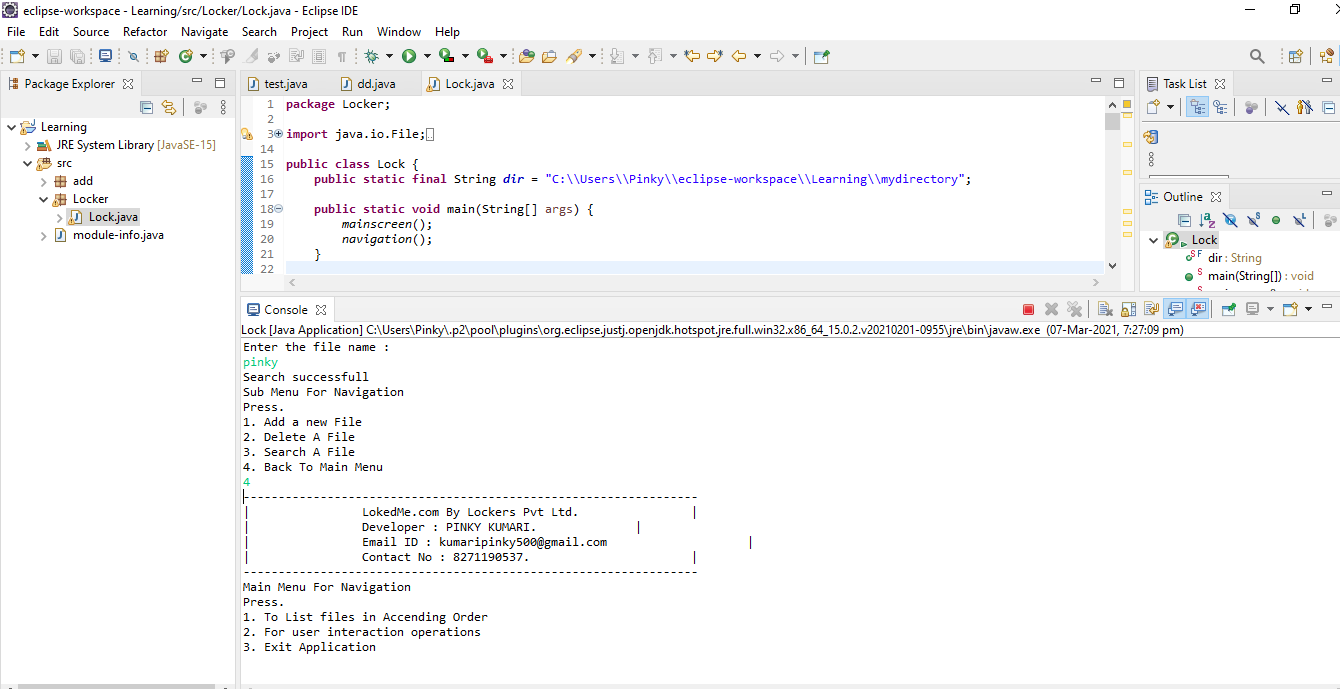 eclipse-workspace - Learning/src/Locker/Lock.java - Eclipse IDE
File Edit Source Refactor Navigate Search Project Run Window Help
Package Explorer
Learning
JRE System Library [JavaSE-15]
src
add
Locker
Lock.java
module-info.java
test.java dd.java Lock.java
1 package Locker;
2
3 import java.io.File;
14
15 public class Lock {
16 public static final String dir = "C:\\Users\\Pinky\\eclipse-workspace\\Learning\\mydirectory";
17
18 public static void main(String[] args) {
19 mainscreen();
20 navigation();
21 }
22
Task List
Outline
Lock
dir : String
main(String[]) : void
Console
Lock [Java Application] C:\Users\Pinky\.p2\pool\plugins\org.eclipse.justj.openjdk.hotspot.jre.full.win32.x86_64_15.0.2.v20210201-0955\jre\bin\javaw.exe (07-Mar-2021, 7:27:09 pm)
Enter the file name :
pinky
Search successfull
Sub Menu For Navigation
Press.
1. Add a new File
2. Delete A File
3. Search A File
4. Back To Main Menu
4
-----------------------------------------------------------------
| LokedMe.com By Lockers Pvt Ltd. |
| Developer : PINKY KUMARI. |
| Email ID : kumaripinky500@gmail.com |
| Contact No : 8271190537. |
-----------------------------------------------------------------
Main Menu For Navigation
Press.
1. To List files in Accending Order
2. For user interaction operations
3. Exit Application